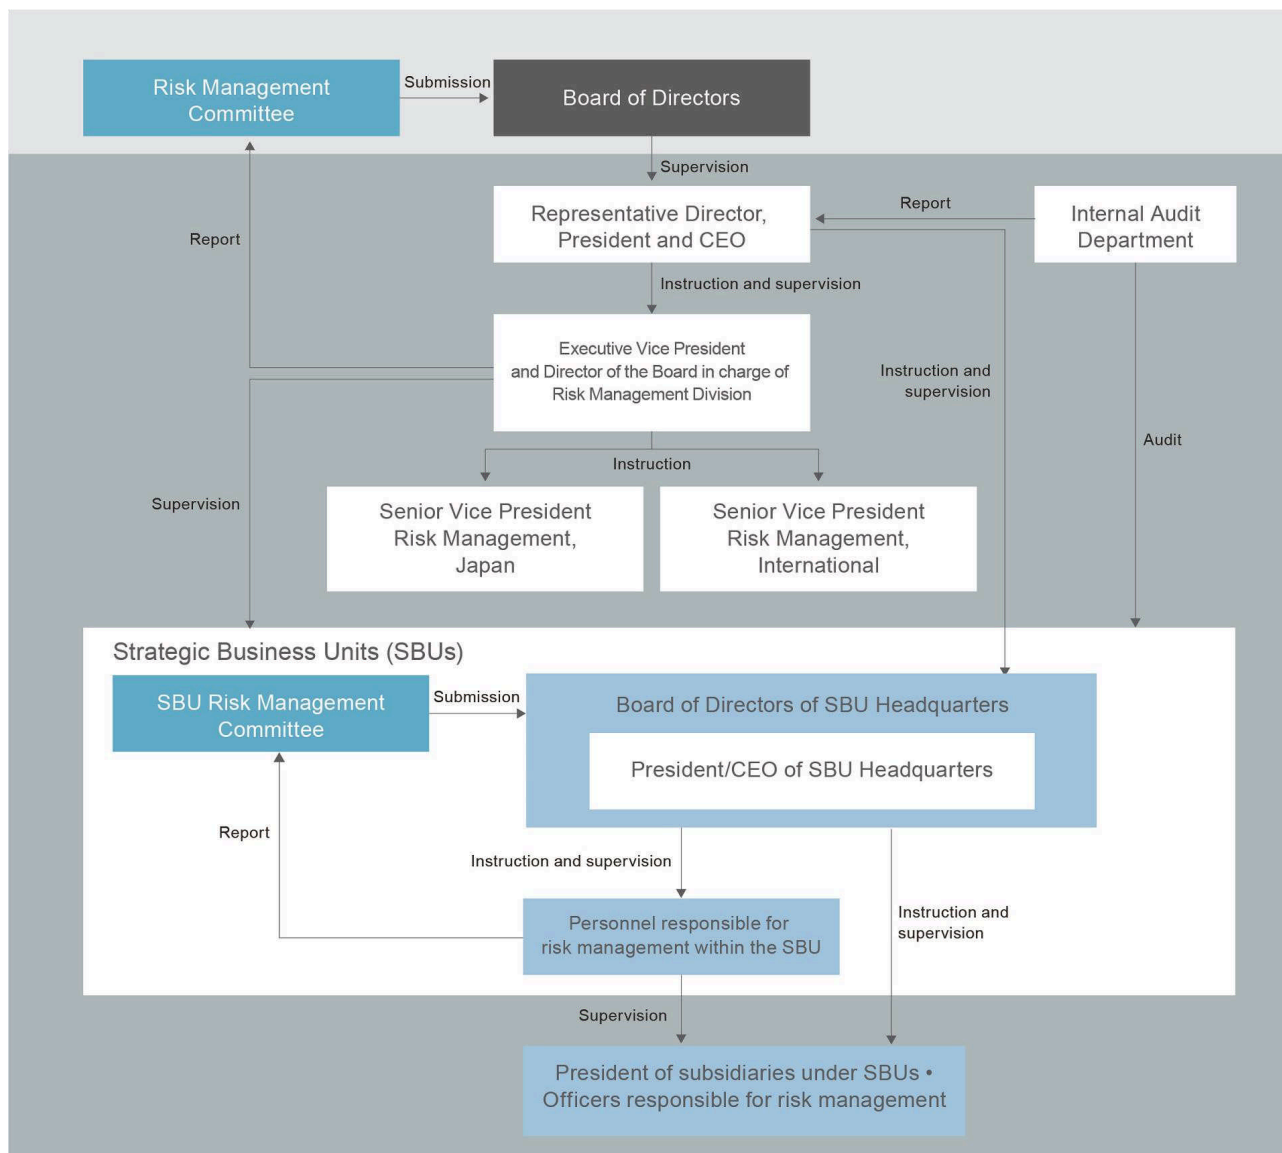 Risk Management
Committee
Submission
Board of Directors
Supervision
Representative Director,
President and CEO
Report
Internal Audit
Department
Report
Instruction and supervision
Executive Vice President
and Director of the Board in charge of
Risk Management Division
Instruction and
supervision
Audit
Instruction
Supervision
Senior Vice President
Risk Management,
Japan
Senior Vice President
Risk Management,
International
Strategic Business Units (SBUs)
SBU Risk Management
Committee
Submission
Board of Directors of SBU Headquarters
President/CEO of SBU Headquarters
Report
Instruction and supervision
Personnel responsible for
risk management within the SBU
Instruction and
supervision
Supervision
President of subsidiaries under SBUs •
Officers responsible for risk management